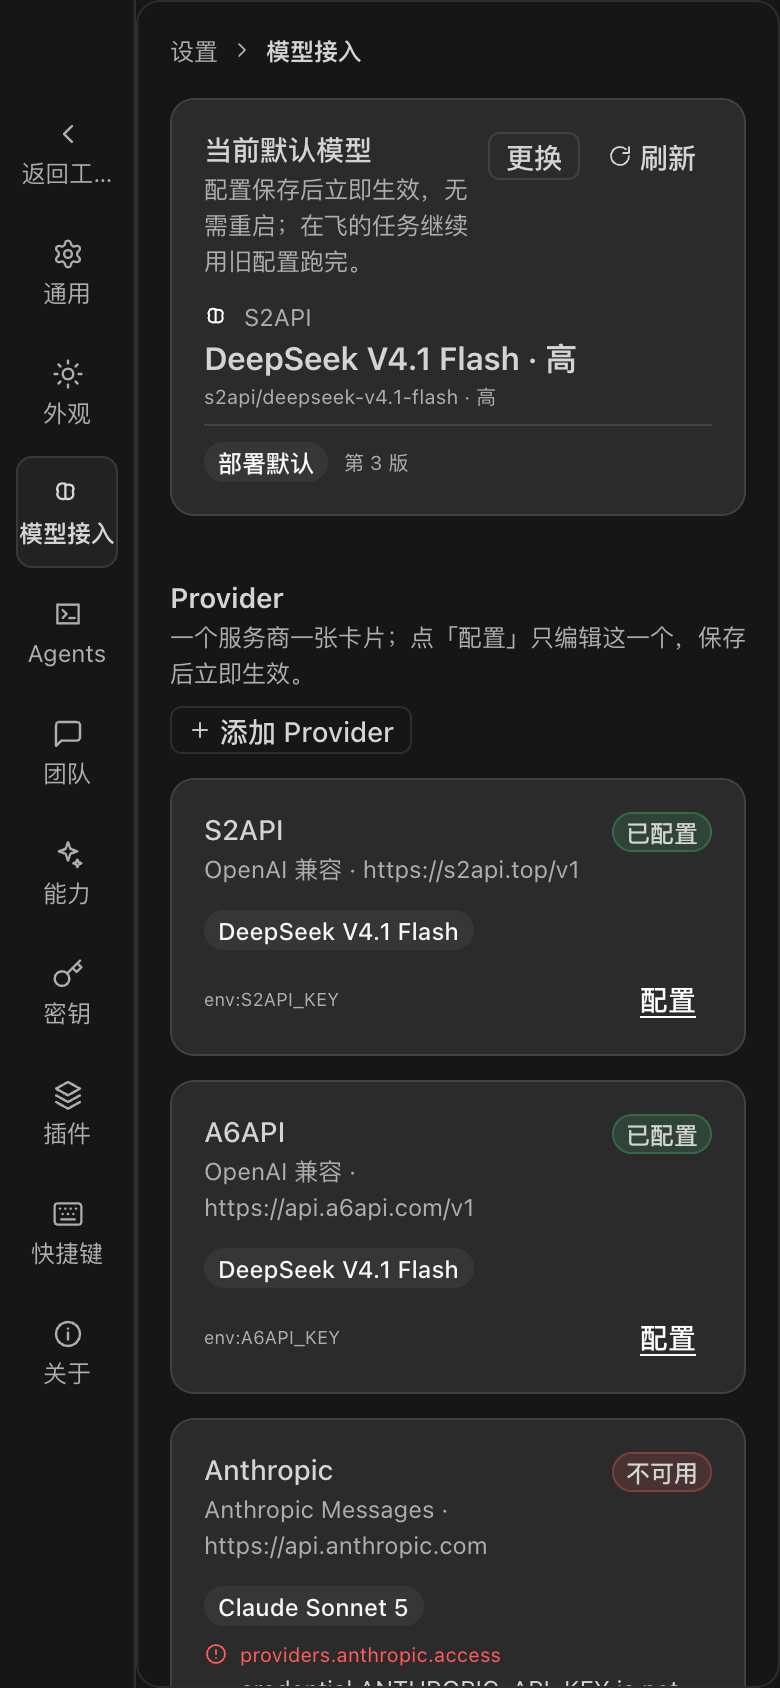 设置 > 模型接入
返回工...
通用
外观
模型接入
Agents
团队
能力
密钥
插件
快捷键
关于
当前默认模型
更换
刷新
配置保存后立即生效，无
需重启；在飞的任务继续
用旧配置跑完。
S2API
DeepSeek V4.1 Flash · 高
s2api/deepseek-v4.1-flash · 高
部署默认 第 3 版
Provider
一个服务商一张卡片；点「配置」只编辑这一个，保存
后立即生效。
+ 添加 Provider
S2API
已配置
OpenAI 兼容 · https://s2api.top/v1
DeepSeek V4.1 Flash
env:S2API_KEY
配置
A6API
已配置
OpenAI 兼容 ·
https://api.a6api.com/v1
DeepSeek V4.1 Flash
env:A6API_KEY
配置
Anthropic
不可用
Anthropic Messages ·
https://api.anthropic.com
Claude Sonnet 5
providers.anthropic.access
credential ANTHROPIC_API_KEY is not